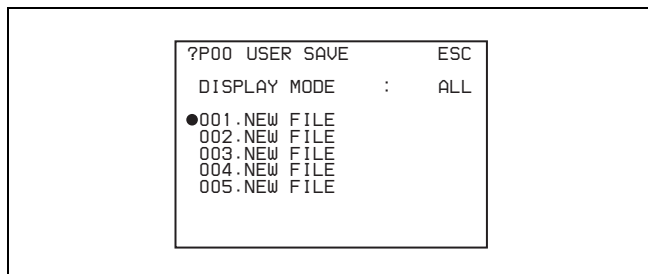 ?P00 USER SAVE ESC
DISPLAY MODE : ALL
●001.NEW FILE
002.NEW FILE
003.NEW FILE
004.NEW FILE
005.NEW FILE